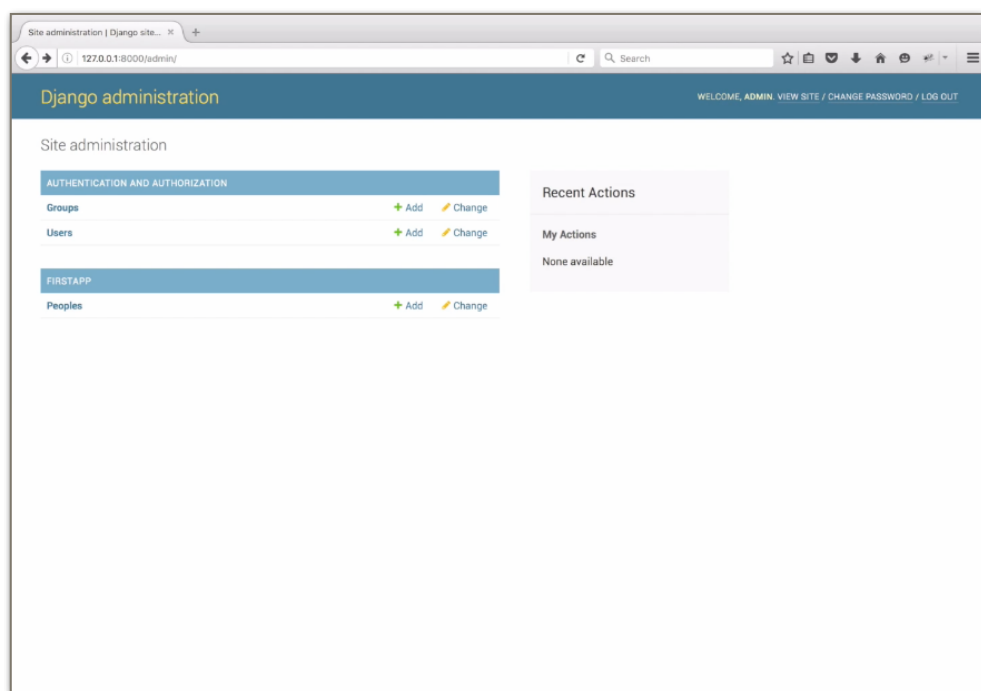 Site administration | Django site...
127.0.0.1:8000/admin/
Search
Django administration
WELCOME, ADMIN. VIEW SITE / CHANGE PASSWORD / LOG OUT
Site administration
AUTHENTICATION AND AUTHORIZATION
Groups + Add Change
Users + Add Change
FIRSTAPP
Peoples + Add Change
Recent Actions
My Actions
None available